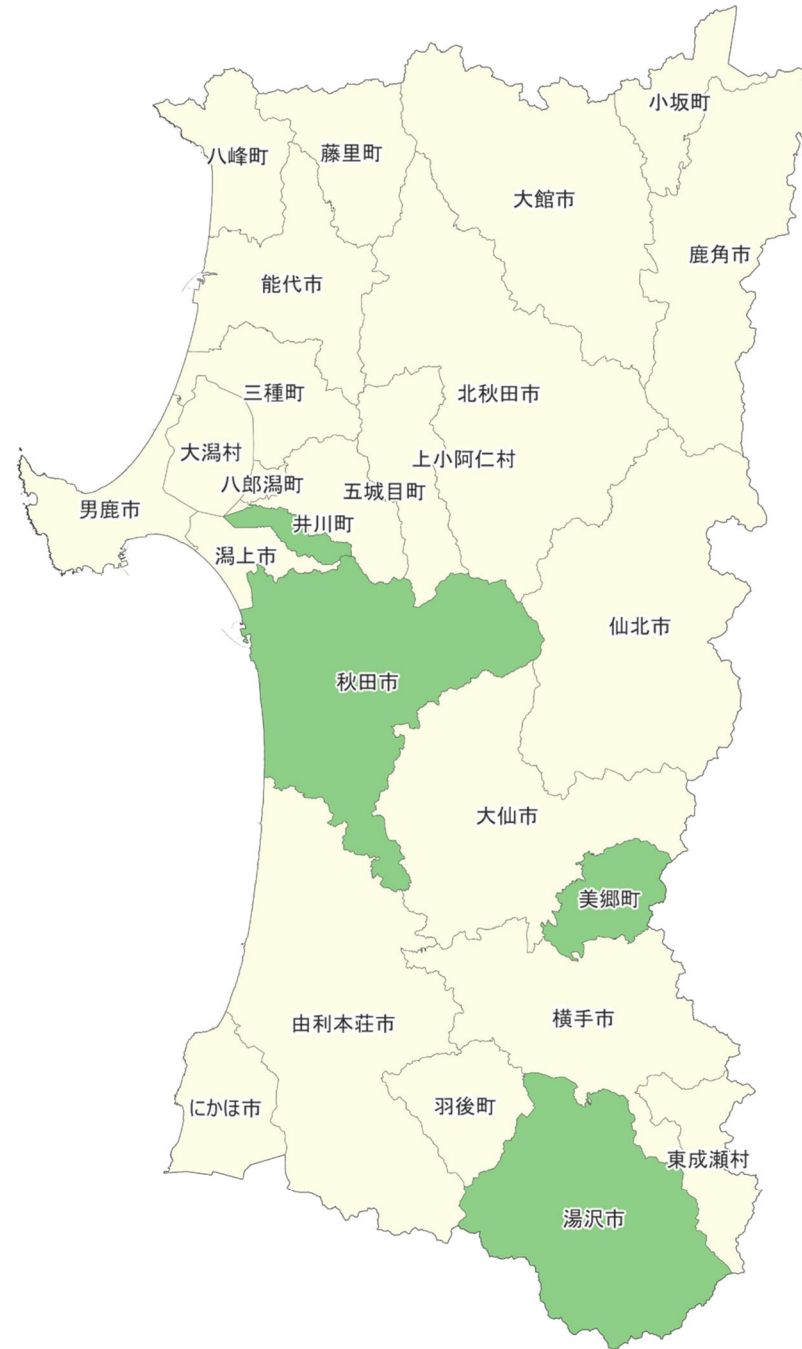 小坂町
八峰町
藤里町
大館市
鹿角市
能代市
三種町
北秋田市
大潟村
上小阿仁村
八郎潟町
五城目町
男鹿市
井川町
潟上市
仙北市
秋田市
大仙市
美郷町
横手市
由利本荘市
にかほ市
羽後町
東成瀬村
湯沢市